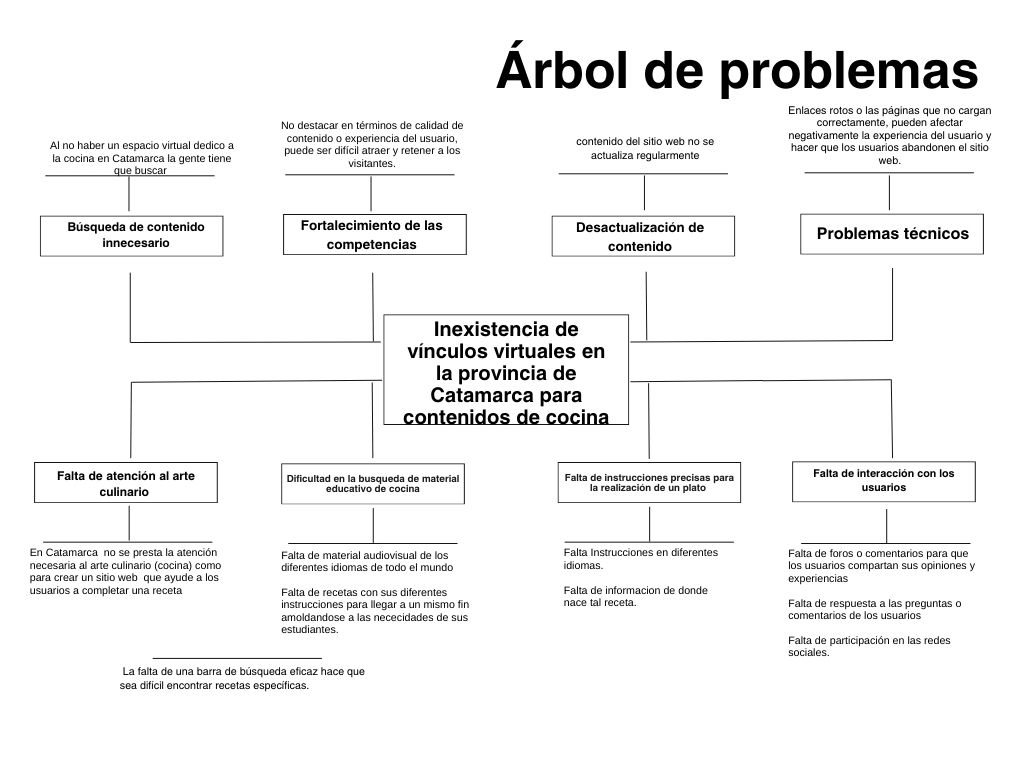 Árbol de problemas
Al no haber un espacio virtual dedico a
la cocina en Catamarca la gente tiene
que buscar
No destacar en términos de calidad de
contenido o experiencia del usuario,
puede ser difícil atraer y retener a los
visitantes.
contenido del sitio web no se
actualiza regularmente
Enlaces rotos o las páginas que no cargan
correctamente, pueden afectar
negativamente la experiencia del usuario y
hacer que los usuarios abandonen el sitio
web.
Búsqueda de contenido
innecesario
Fortalecimiento de las
competencias
Desactualización de
contenido
Problemas técnicos
Inexistencia de
vínculos virtuales en
la provincia de
Catamarca para
contenidos de cocina
Falta de atención al arte
culinario
Dificultad en la busqueda de material
educativo de cocina
Falta de instrucciones precisas para
la realización de un plato
Falta de interacción con los
usuarios
En Catamarca  no se presta la atención
necesaria al arte culinario (cocina) como
para crear un sitio web  que ayude a los
usuarios a completar una receta
Falta de material audiovisual de los
diferentes idiomas de todo el mundo
Falta de recetas con sus diferentes
instrucciones para llegar a un mismo fin
amoldandose a las nececidades de sus
estudiantes.
Falta Instrucciones en diferentes
idiomas.
Falta de informacion de donde
nace tal receta.
Falta de foros o comentarios para que
los usuarios compartan sus opiniones y
experiencias
Falta de respuesta a las preguntas o
comentarios de los usuarios
Falta de participación en las redes
sociales.
La falta de una barra de búsqueda eficaz hace que
sea difícil encontrar recetas específicas.